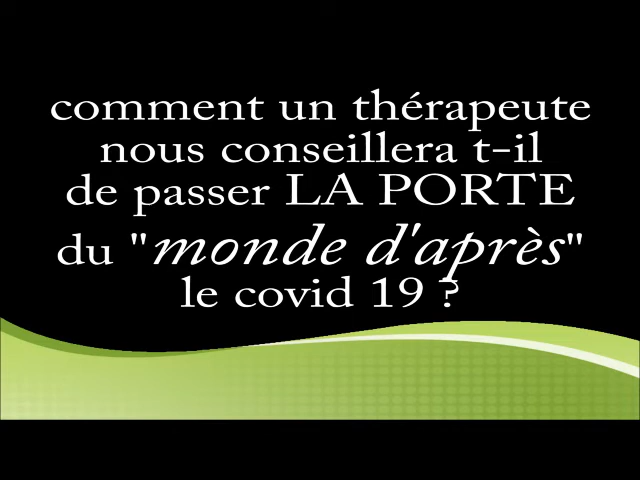 comment un thérapeute
nous conseillera t-il
de passer LA PORTE
du "monde d'après"
le covid 19 ?